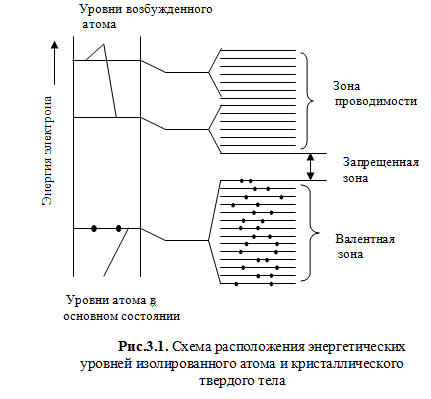 Уровни возбужденного
атома
Энергия электрона
Зона
проводимости
Запрещенная
зона
Валентная
зона
Уровни атома в
основном состоянии
Рис.3.1. Схема расположения энергетических
уровней изолированного атома и кристаллического
твердого тела